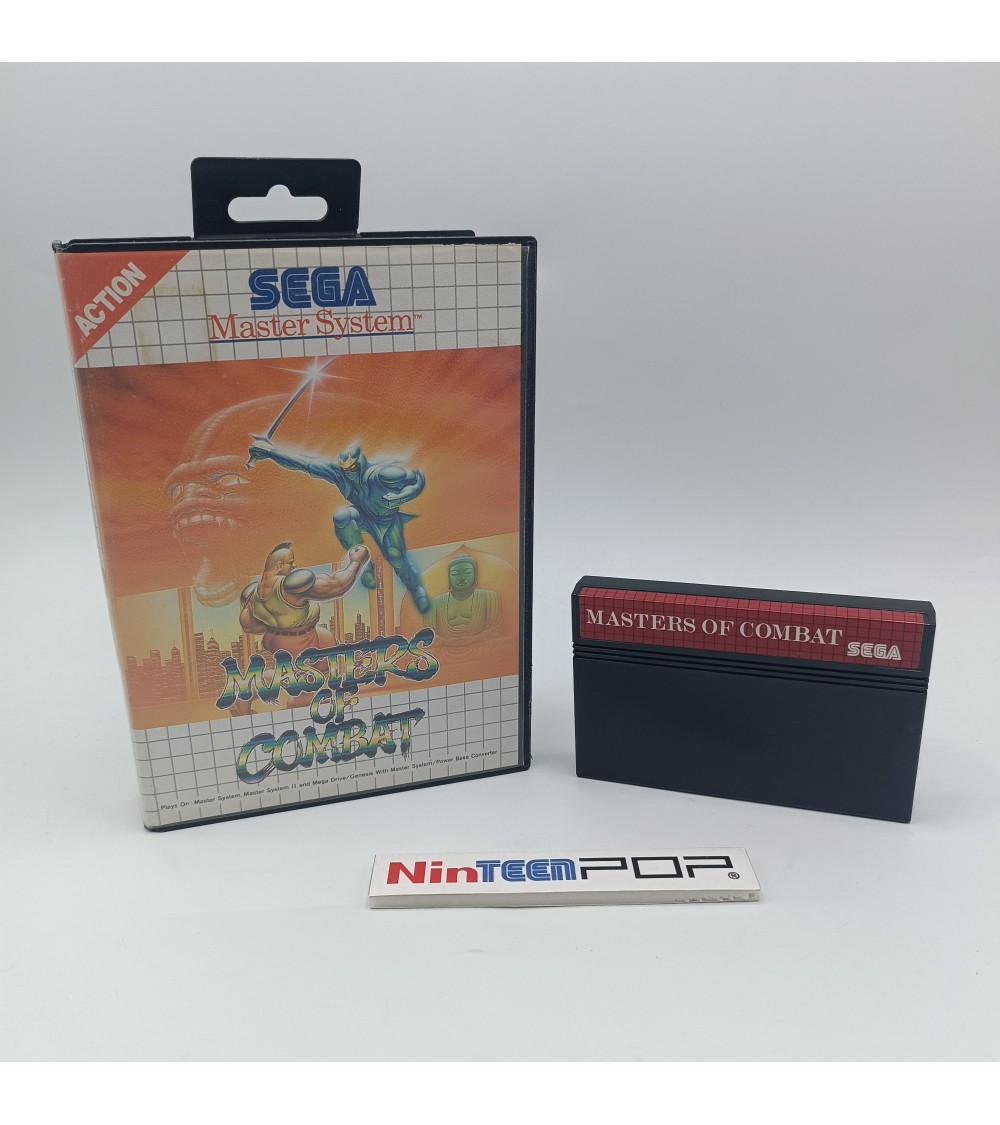 ACTION
SEGA
Master System™
MASTERS
OF
COMBAT
Plays On: Master System, Master System II and Mega Drive/Genesis With Master System/Power Base Converter
MASTERS OF COMBAT
SEGA
NinTEENPOP®